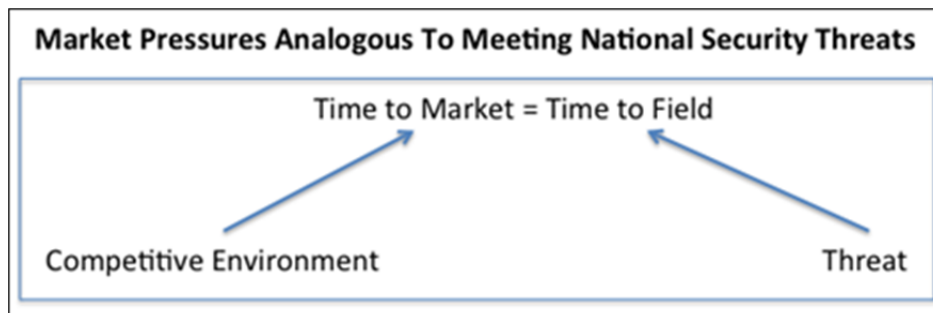 Market Pressures Analogous To Meeting National Security Threats
Time to Market = Time to Field
Competitive Environment
Threat